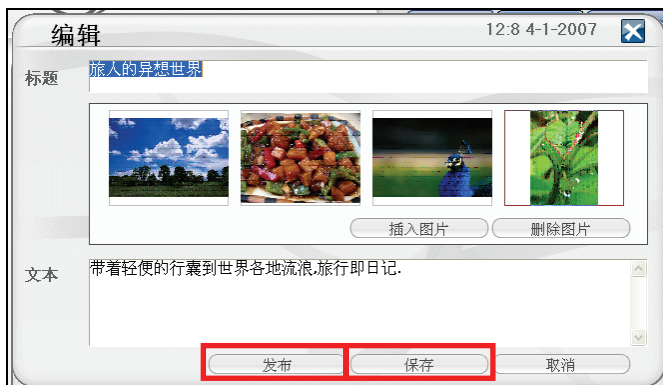 编辑
12:8 4-1-2007
标题
旅人的异想世界
插入图片
删除图片
文本
带着轻便的行囊到世界各地流浪,旅行即日记.
发布
保存
取消